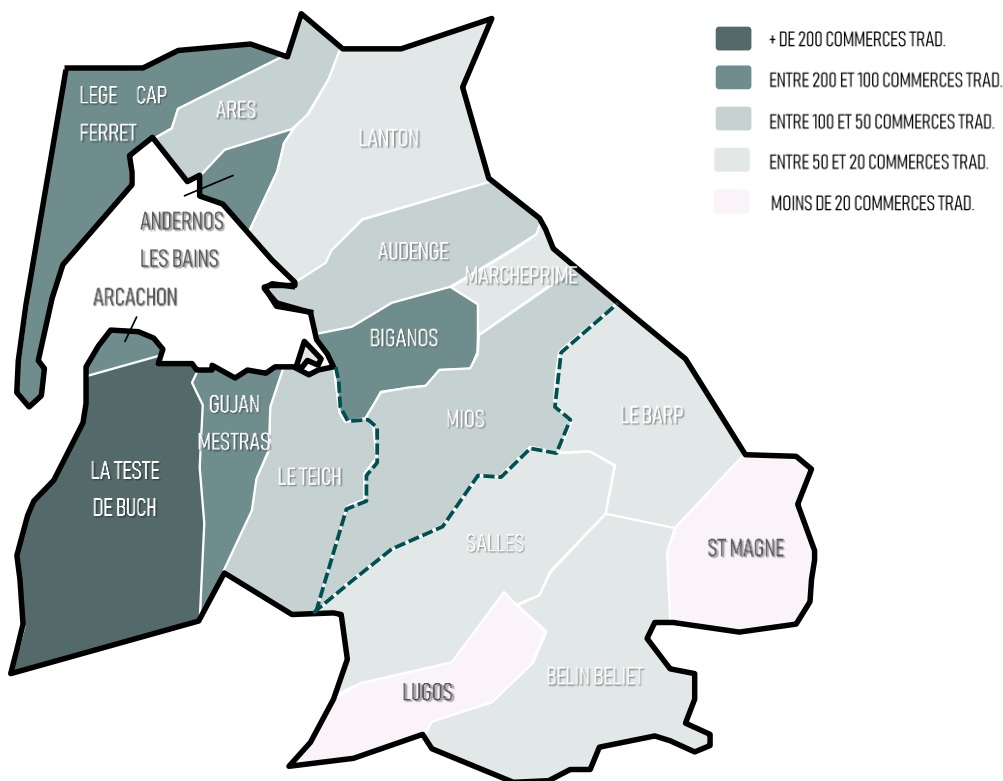 + DE 200 COMMERCES TRAD.
ENTRE 200 ET 100 COMMERCES TRAD.
ENTRE 100 ET 50 COMMERCES TRAD.
ENTRE 50 ET 20 COMMERCES TRAD.
MOINS DE 20 COMMERCES TRAD.
LEGE CAP
FERRET
ARES
LANTON
ANDERNOS
LES BAINS
AUDENGE
MARCHEPRIME
ARCACHON
BIGANOS
GUJAN
MESTRAS
MIOS
LE BARP
LA TESTE
DE BUCH
LE TEICH
SALLES
ST MAGNE
LUGOS
BELIN BELIET